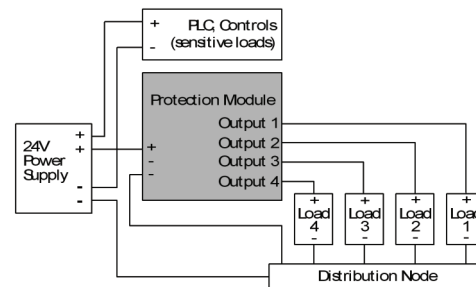 + PLC, Controls
- (sensitive loads)
Protection Module
Output 1
Output 2
Output 3
Output 4
+
-
-
24V
Power
Supply
+
+
-
-
+
Load
4
-
+
Load
3
-
+
Load
2
-
+
Load
1
-
Distribution Node